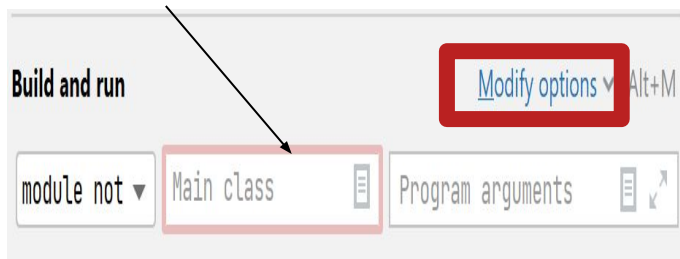 Build and run Modify options Alt+M
module not Main class Program arguments